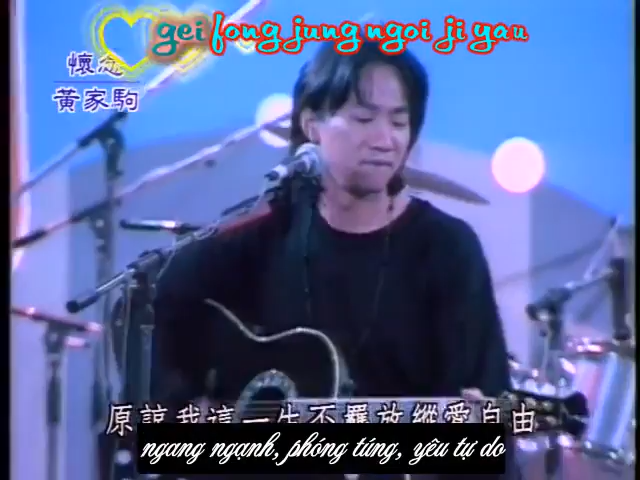 gei fong jung ngoi ji yau
懷念
黃家駒
原諒我這一生不羈放縱愛自由
ngang ngạnh, phóng túng, yêu tự do